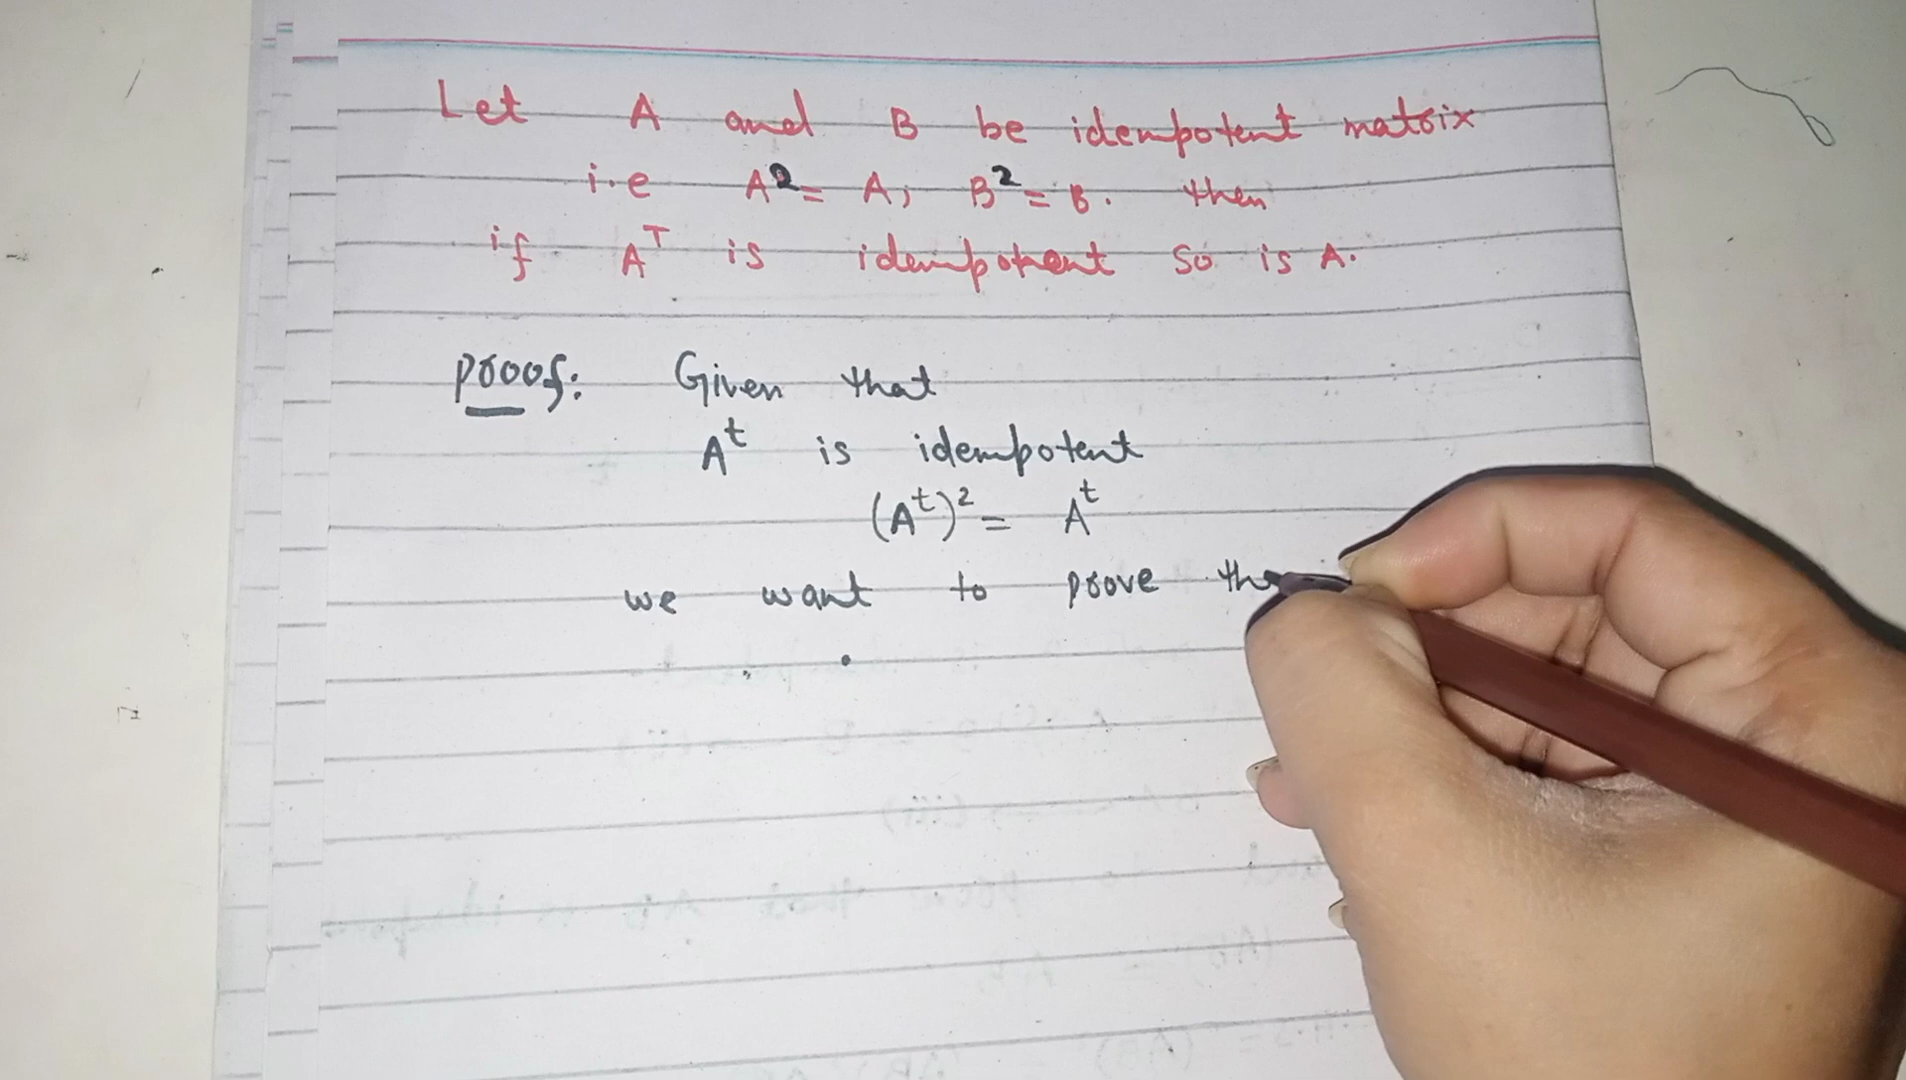 Let A and B be idempotent matrix
i.e A² = A, B² = B. then
if Aᵀ is idempotent so is A.
proof: Given that
Aᵗ is idempotent
(Aᵗ)² = Aᵗ
we want to prove